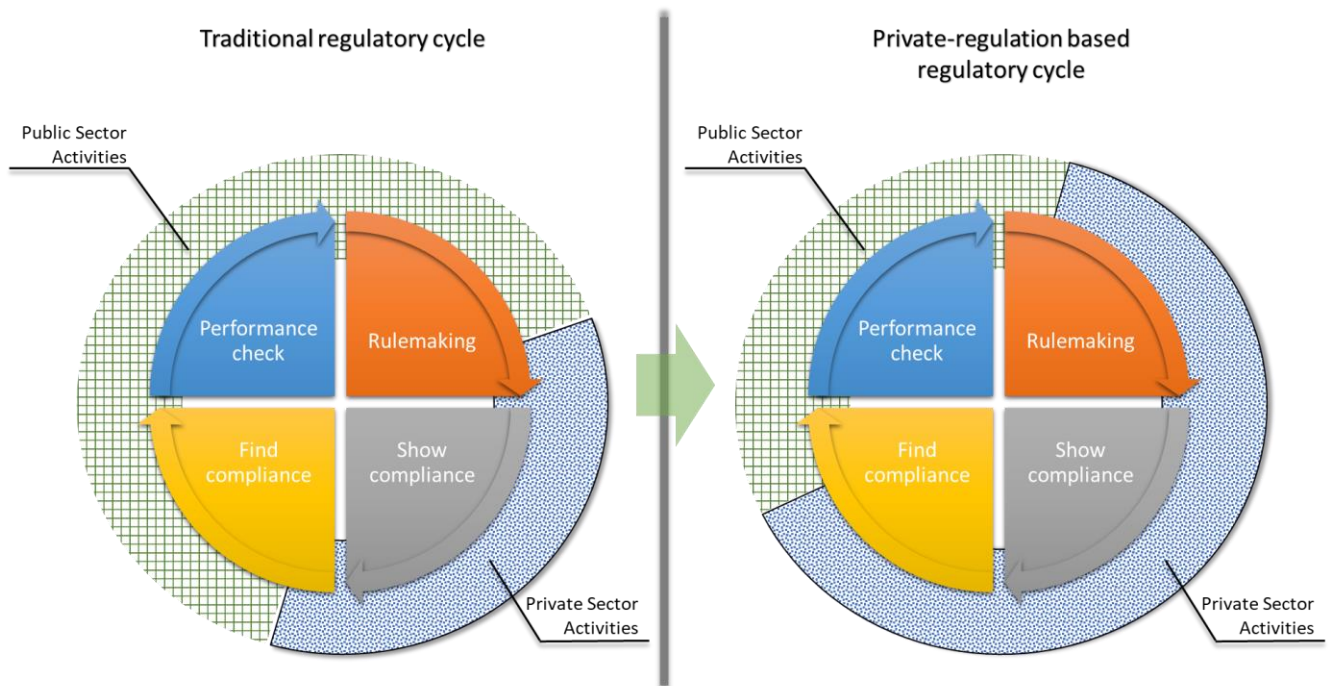 Traditional regulatory cycle
Public Sector
Activities
Performance
check
Rulemaking
Find
compliance
Show
compliance
Private Sector
Activities
Private-regulation based
regulatory cycle
Public Sector
Activities
Performance
check
Rulemaking
Find
compliance
Show
compliance
Private Sector
Activities